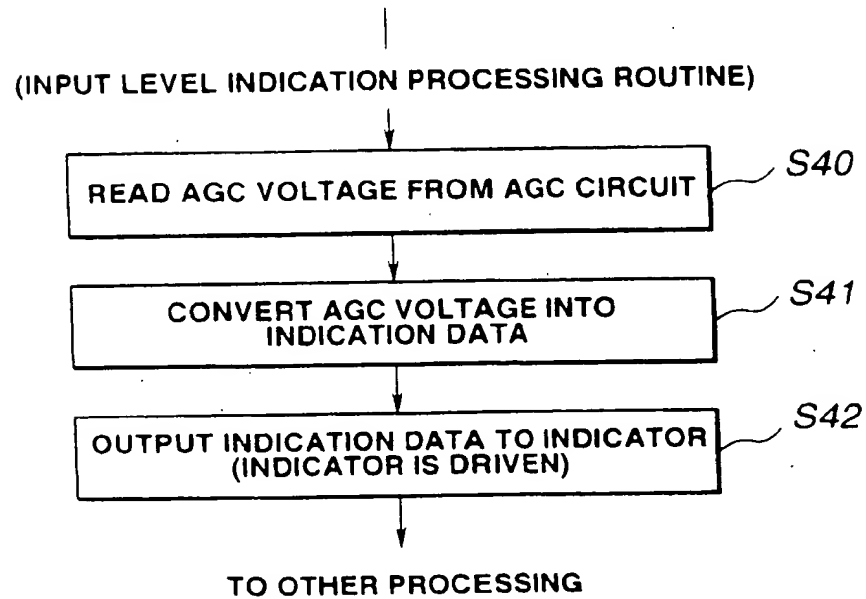 (INPUT LEVEL INDICATION PROCESSING ROUTINE)
READ AGC VOLTAGE FROM AGC CIRCUIT
S40
CONVERT AGC VOLTAGE INTO
INDICATION DATA
S41
OUTPUT INDICATION DATA TO INDICATOR
(INDICATOR IS DRIVEN)
S42
TO OTHER PROCESSING